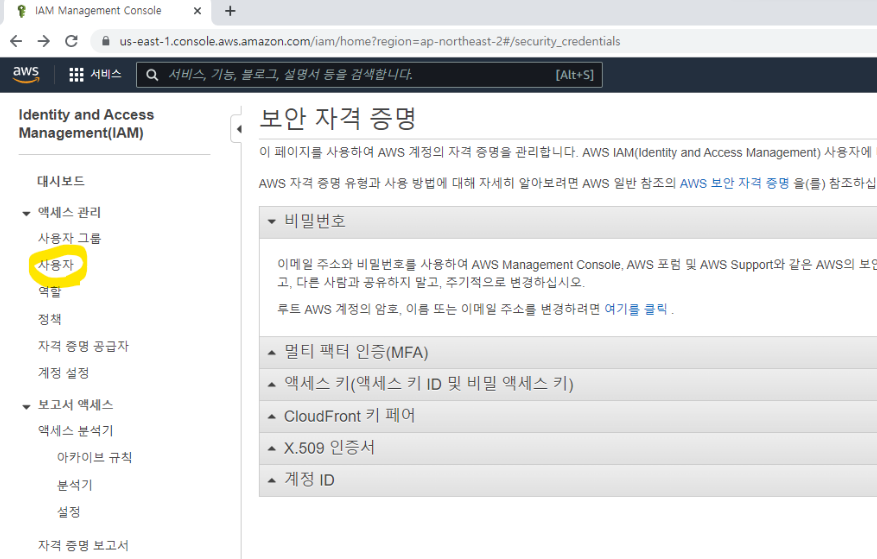 IAM Management Console
us-east-1.console.aws.amazon.com/iam/home?region=ap-northeast-2#/security_credentials
aws
서비스
서비스, 기능, 블로그, 설명서 등을 검색합니다.
[Alt+S]
Identity and Access
Management(IAM)
대시보드
액세스 관리
사용자 그룹
사용자
역할
정책
자격 증명 공급자
계정 설정
보고서 액세스
액세스 분석기
아카이브 규칙
분석기
설정
자격 증명 보고서
보안 자격 증명
이 페이지를 사용하여 AWS 계정의 자격 증명을 관리합니다. AWS IAM(Identity and Access Management) 사용자에
AWS 자격 증명 유형과 사용 방법에 대해 자세히 알아보려면 AWS 일반 참조의 AWS 보안 자격 증명 을(를) 참조하십
비밀번호
이메일 주소와 비밀번호를 사용하여 AWS Management Console, AWS 포럼 및 AWS Support와 같은 AWS의 보안
고, 다른 사람과 공유하지 말고, 주기적으로 변경하십시오.
루트 AWS 계정의 암호, 이름 또는 이메일 주소를 변경하려면 여기를 클릭 .
멀티 팩터 인증(MFA)
액세스 키(액세스 키 ID 및 비밀 액세스 키)
CloudFront 키 페어
X.509 인증서
계정 ID